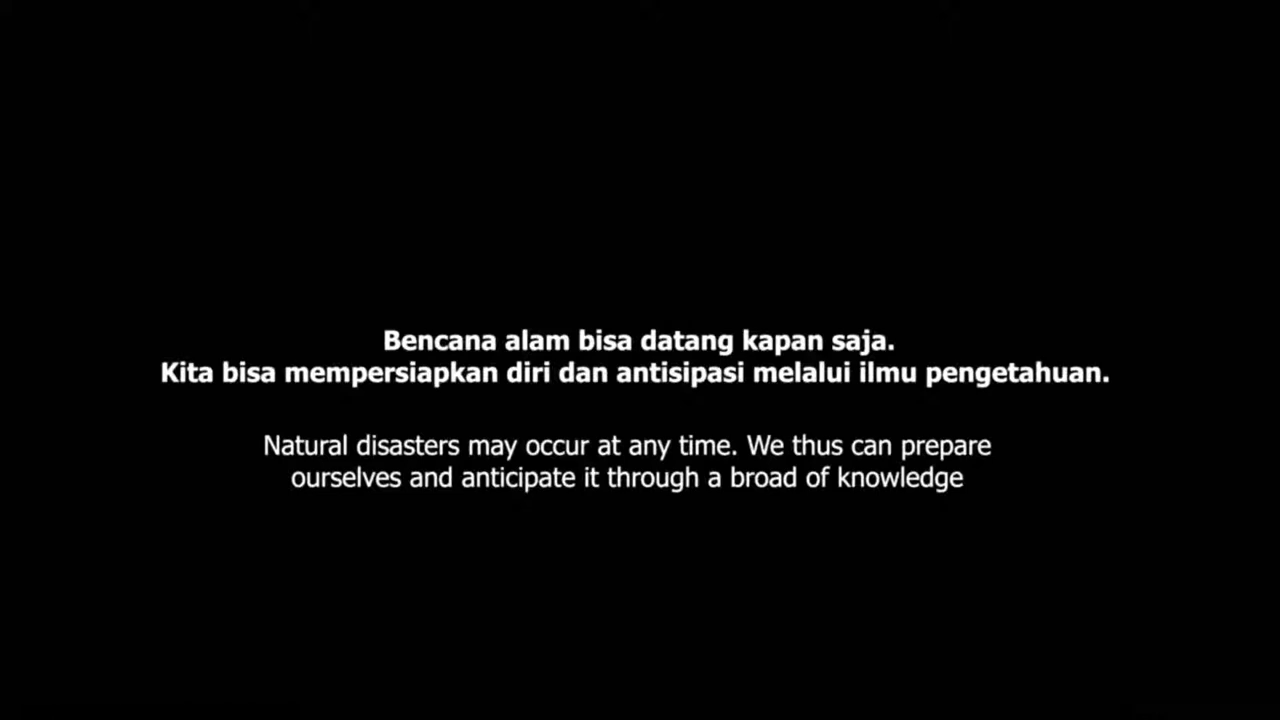 Bencana alam bisa datang kapan saja.
Kita bisa mempersiapkan diri dan antisipasi melalui ilmu pengetahuan.
Natural disasters may occur at any time. We thus can prepare
ourselves and anticipate it through a broad of knowledge